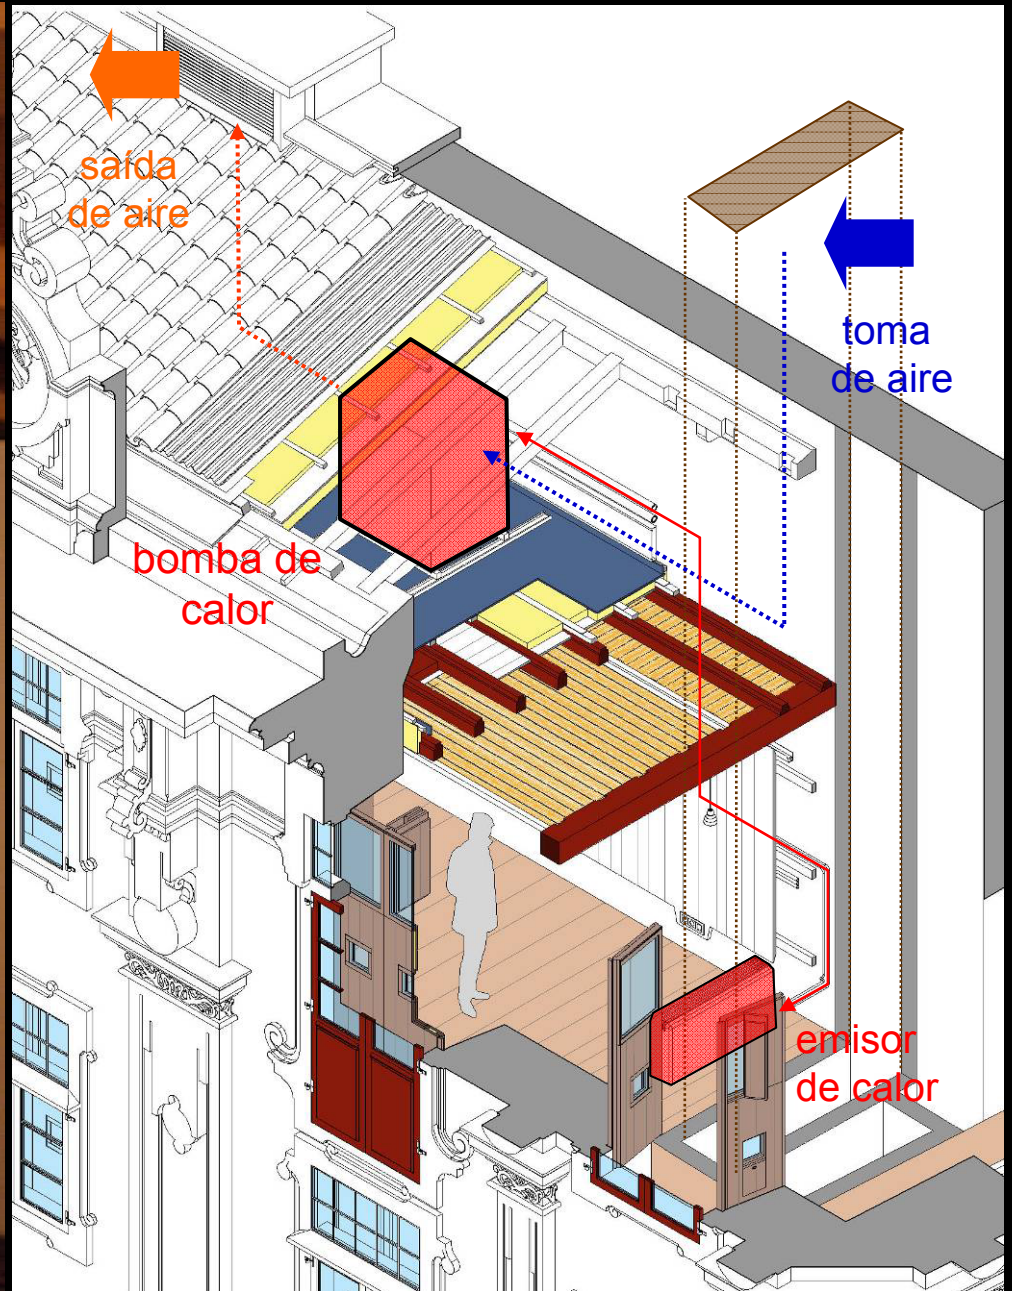 saída
de aire
toma
de aire
bomba de
calor
emisor
de calor